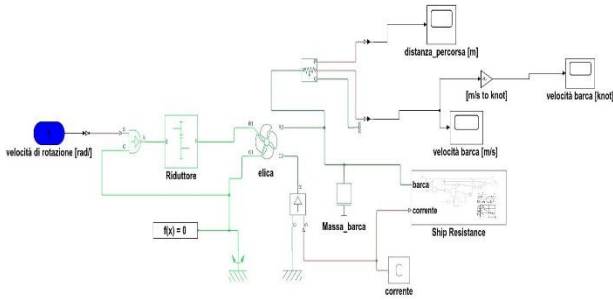 distanza_percorsa [m]
[m/s to knot]
velocità barca [knot]
velocità barca [m/s]
velocità di rotazione [rad/
Riduttore
elica
barca
corrente
Ship Resistance
Massa_barca
f(x) = 0
C
corrente